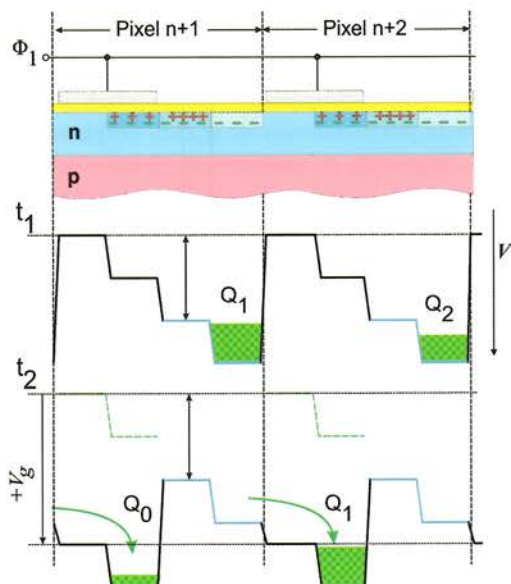 Pixel n+1
Pixel n+2
Φ1
+ + +
++++
+ + +
++++
n
p
t1
V
Q1
Q2
t2
+Vg
Q0
Q1